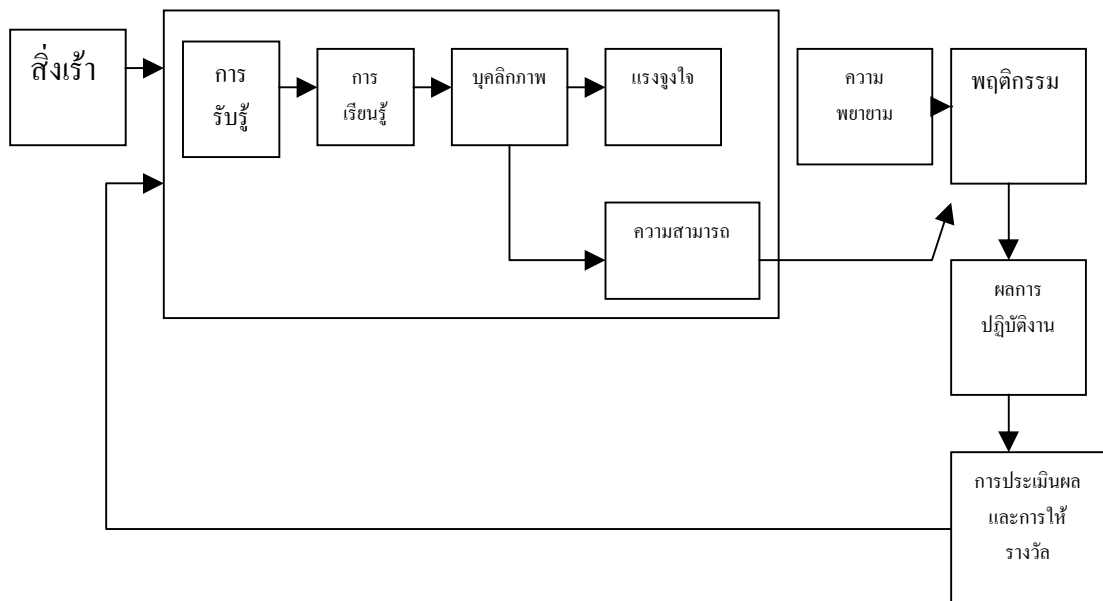 สิ่งเร้า
การ
รับรู้
การ
เรียนรู้
บุคลิกภาพ
แรงจูงใจ
ความ
พยายาม
พฤติกรรม
ความสามารถ
ผลการ
ปฏิบัติงาน
การประเมินผล
และการให้
รางวัล